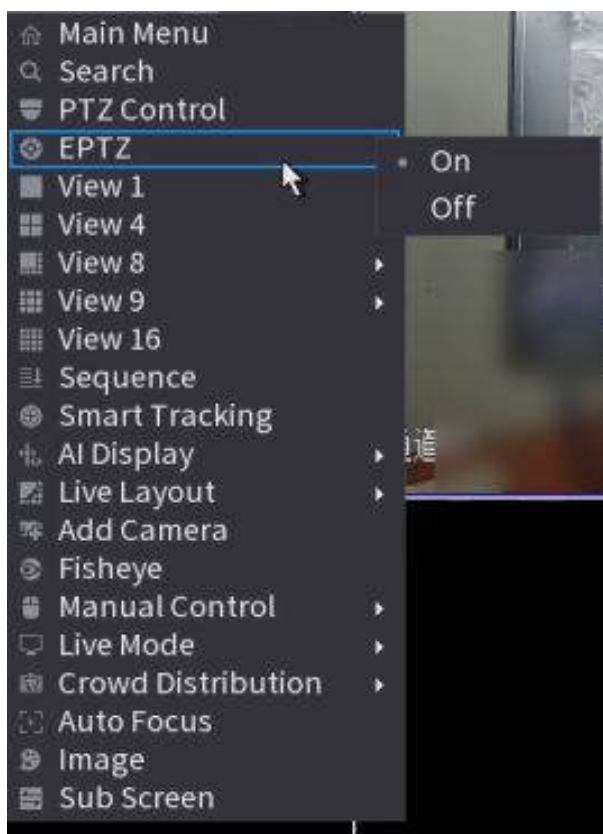 Main Menu
Search
PTZ Control
EPTZ
On
Off
View 1
View 4
View 8
View 9
View 16
Sequence
Smart Tracking
AI Display
Live Layout
Add Camera
Fisheye
Manual Control
Live Mode
Crowd Distribution
Auto Focus
Image
Sub Screen
道